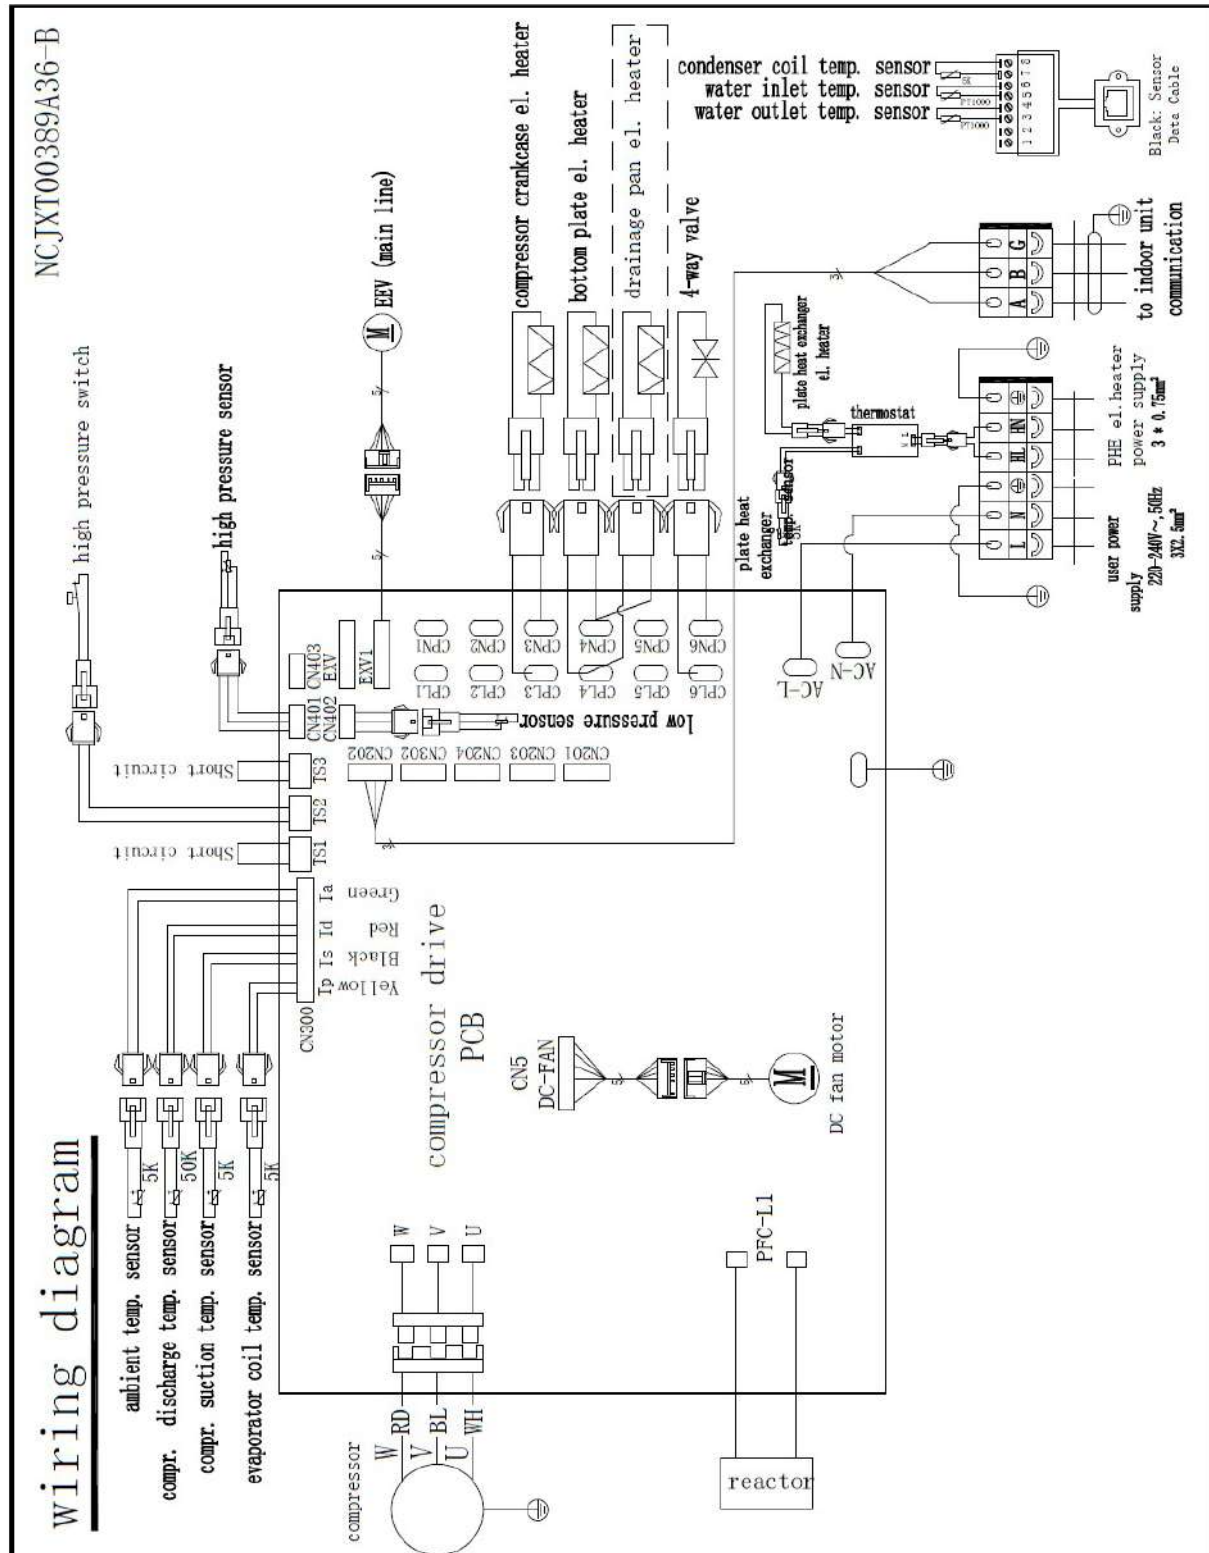 wiring diagram
NCJXT00389A36-B
ambient temp. sensor
5K
compr. discharge temp. sensor
50K
compr. suction temp. sensor
5K
evaporator coil temp. sensor
5K
CN300
Tp
Yellow
Black
Red
Green
Short circuit
TS1
TS2
high pressure switch
Short circuit
TS3
high pressure sensor
CN401
CN402
CN403
EXV
EXV1
5
5
M
EEV (main line)
low pressure sensor
CN202
CN302
CN204
CN203
CN201
3
CPL1
CPL2
CPL3
CPL4
CPL5
CPL6
CPN1
CPN2
CPN3
CPN4
CPN5
CPN6
compressor crankcase el. heater
bottom plate el. heater
drainage pan el. heater
4-way valve
compressor drive
PCB
CN5
DC-FAN
5
5
M
DC fan motor
compressor
W
V
U
RD
BL
WH
W
V
U
reactor
PFC-L1
AC-L
AC-N
plate heat
exchanger
temp. sensor
5K
thermostat
N L
plate heat exchanger
el. heater
L
N
HL
HN
user power
supply
220-240V~,50Hz
3X2.5mm²
PHE el.heater
power supply
3 * 0.75mm²
3
A
B
G
to indoor unit
communication
condenser coil temp. sensor
water inlet temp. sensor
water outlet temp. sensor
5K
PT1000
PT1000
1 2 3 4 5 6 7 8
Black: Sensor
Data Cable